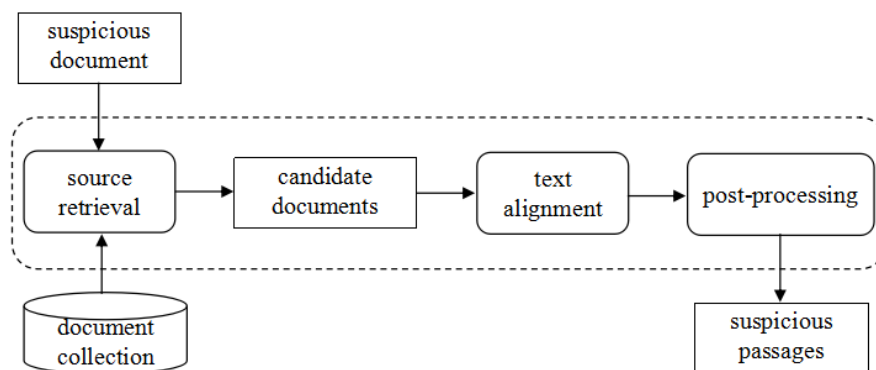 suspicious
document
source
retrieval
candidate
documents
text
alignment
post-processing
document
collection
suspicious
passages